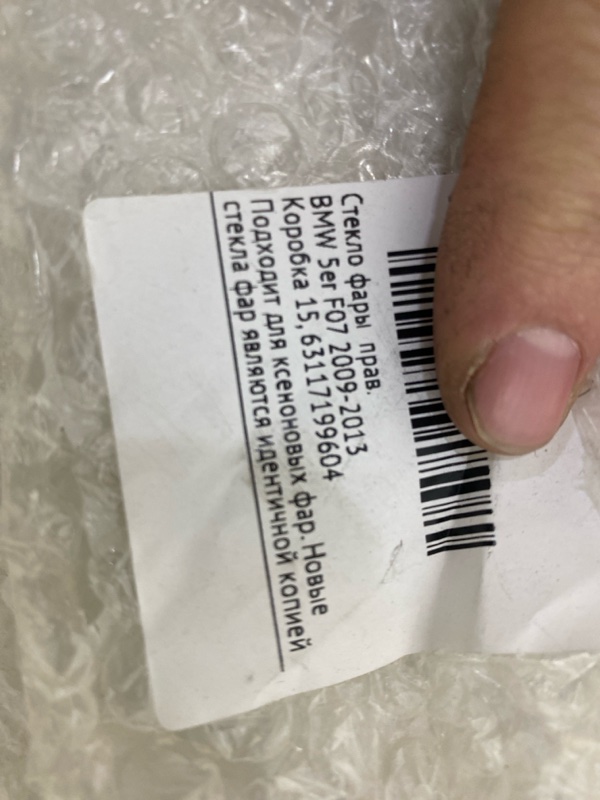 Стекло фары прав.
BMW 5er F07 2009-2013
Коробка 15, 63117199604
Подходит для ксеноновых фар. Новые
стекла фар являются идентичной копией